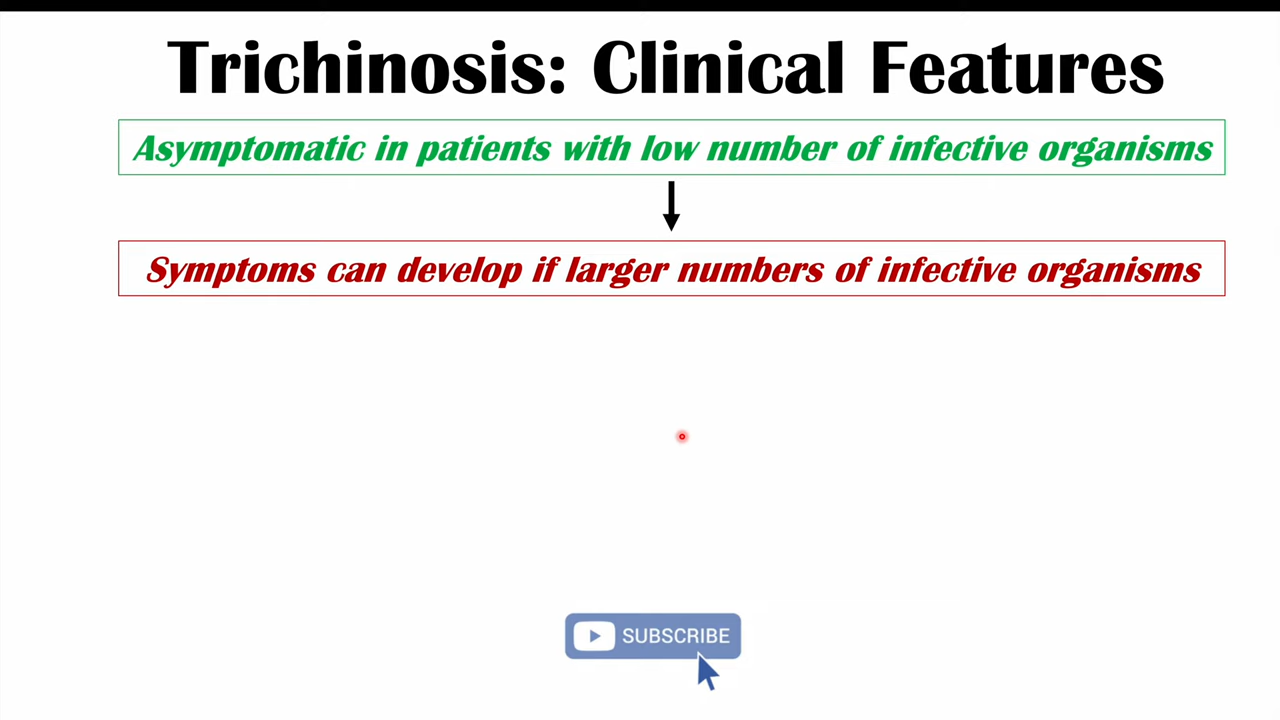 Trichinosis: Clinical Features
Asymptomatic in patients with low number of infective organisms
Symptoms can develop if larger numbers of infective organisms
SUBSCRIBE